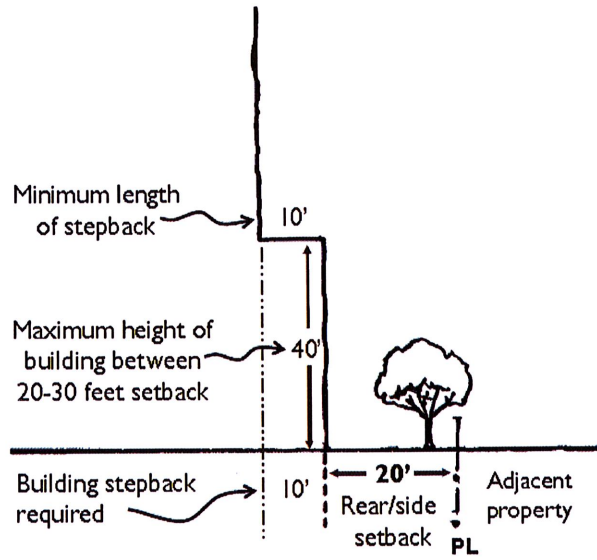 Minimum length
of stepback
10'
Maximum height of
building between
20-30 feet setback
40'
Building stepback
required
10'
20'
Rear/side
setback
PL
Adjacent
property